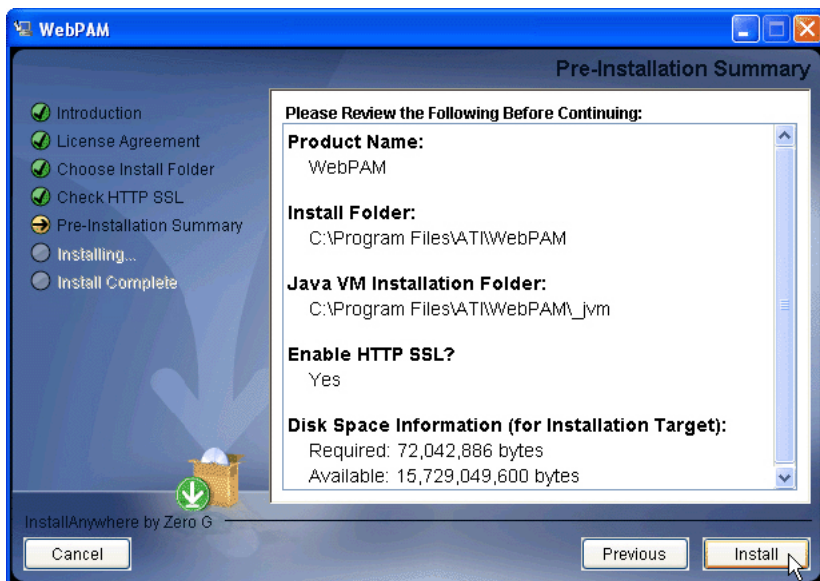 WebPAM
Pre-Installation Summary
Introduction
License Agreement
Choose Install Folder
Check HTTP SSL
Pre-Installation Summary
Installing...
Install Complete
Please Review the Following Before Continuing:
Product Name:
WebPAM
Install Folder:
C:\Program Files\ATI\WebPAM
Java VM Installation Folder:
C:\Program Files\ATI\WebPAM\_jvm
Enable HTTP SSL?
Yes
Disk Space Information (for Installation Target):
Required: 72,042,886 bytes
Available: 15,729,049,600 bytes
InstallAnywhere by Zero G
Cancel
Previous
Install